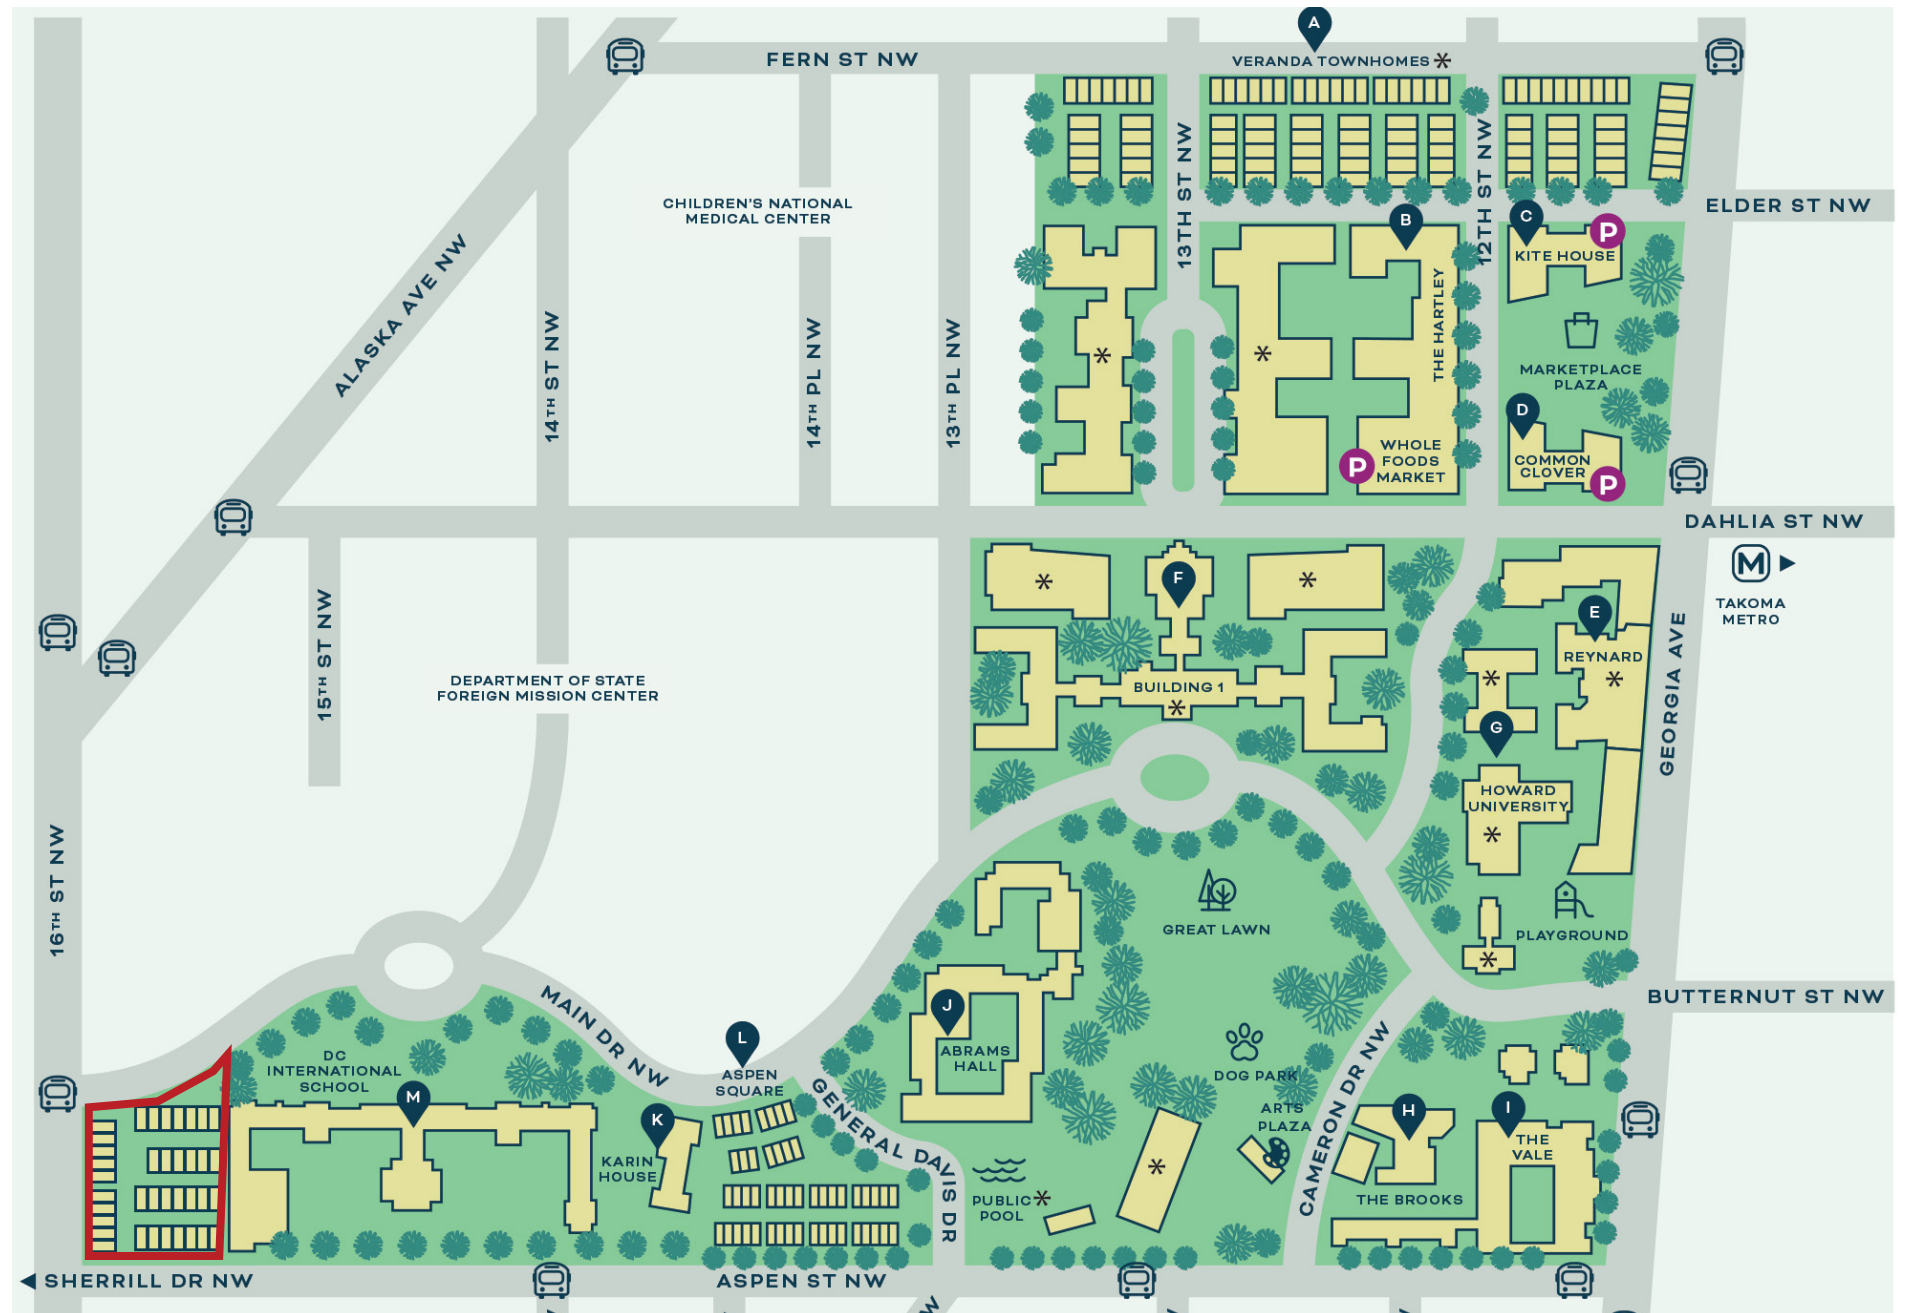 A
FERN ST NW
VERANDA TOWNHOMES *
13TH ST NW
12TH ST NW
ELDER ST NW
CHILDREN'S NATIONAL
MEDICAL CENTER
B
C
P
KITE HOUSE
ALASKA AVE NW
14TH ST NW
14TH PL NW
13TH PL NW
*
*
THE HARTLEY
MARKETPLACE
PLAZA
D
WHOLE
FOODS
MARKET
P
COMMON
CLOVER
P
DAHLIA ST NW
M
TAKOMA
METRO
*
F
*
E
REYNARD
*
*
15TH ST NW
DEPARTMENT OF STATE
FOREIGN MISSION CENTER
BUILDING 1
*
G
GEORGIA AVE
HOWARD
UNIVERSITY
*
16TH ST NW
GREAT LAWN
PLAYGROUND
*
BUTTERNUT ST NW
MAIN DR NW
J
ABRAMS
HALL
L
ASPEN
SQUARE
DC
INTERNATIONAL
SCHOOL
M
K
KARIN
HOUSE
GENERAL DAVIS DR
DOG PARK
ARTS
PLAZA
CAMERON DR NW
H
I
THE
VALE
THE BROOKS
PUBLIC *
POOL
*
SHERRILL DR NW
ASPEN ST NW
W